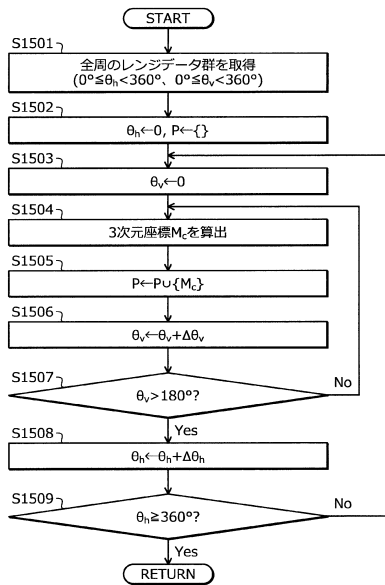 START
S1501
全周のレンジデータ群を取得
(0°≦θh<360°、0°≦θv<360°)
S1502
θh←0, P←{}
S1503
θv←0
S1504
3次元座標Mcを算出
S1505
P←P∪{Mc}
S1506
θv←θv+Δθv
S1507
θv>180°?
No
Yes
S1508
θh←θh+Δθh
S1509
θh≧360°?
No
Yes
RETURN